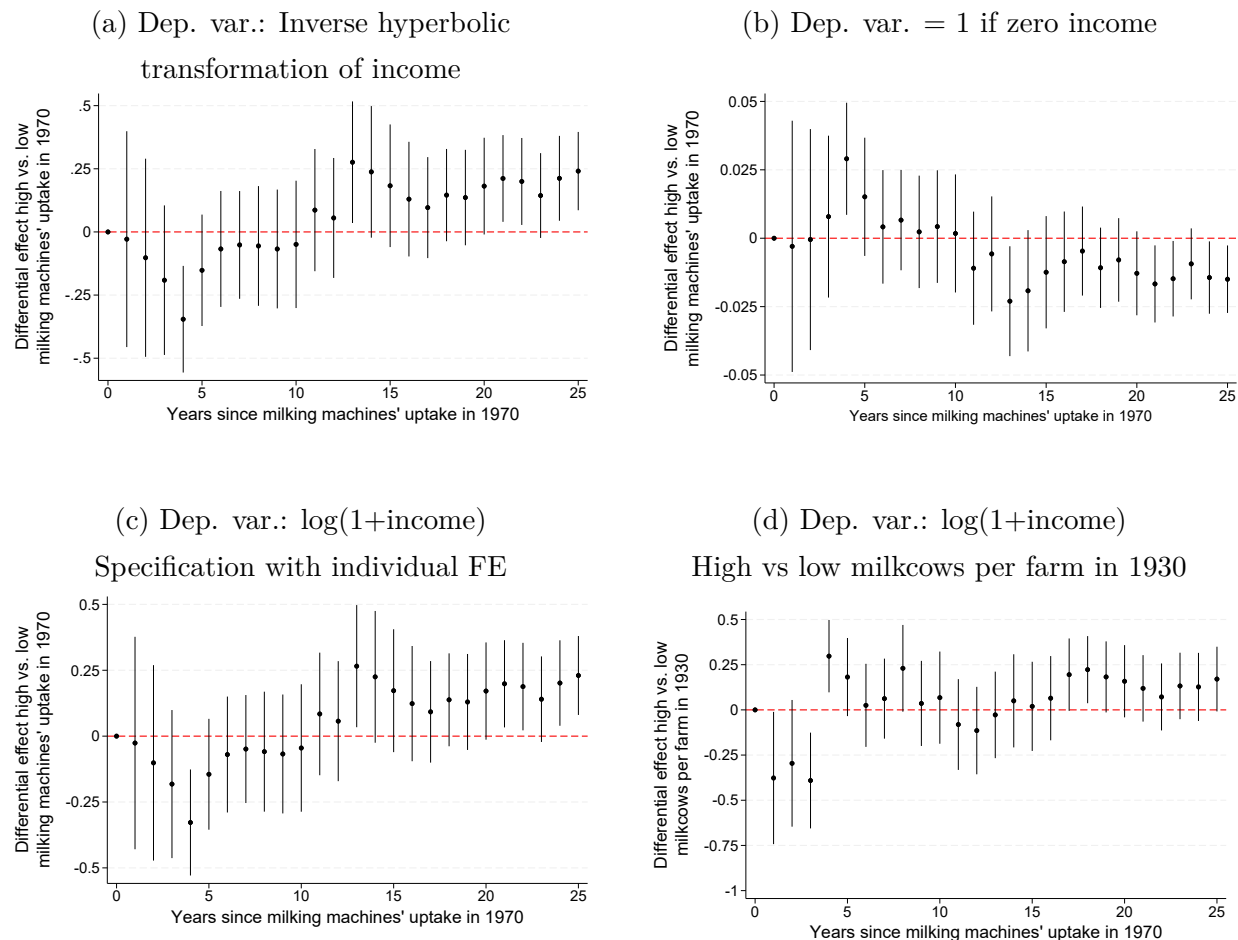 (a) Dep. var.: Inverse hyperbolic
transformation of income
Differential effect high vs. low
milking machines' uptake in 1970
.5
.25
0
-.25
-.5
0 5 10 15 20 25
Years since milking machines' uptake in 1970
(b) Dep. var. = 1 if zero income
Differential effect high vs. low
milking machines' uptake in 1970
0.05
0.025
0
-0.025
-0.05
0 5 10 15 20 25
Years since milking machines' uptake in 1970
(c) Dep. var.: log(1+income)
Specification with individual FE
Differential effect high vs. low
milking machines' uptake in 1970
0.5
0.25
0
-0.25
-0.5
0 5 10 15 20 25
Years since milking machines' uptake in 1970
(d) Dep. var.: log(1+income)
High vs low milkcows per farm in 1930
Differential effect high vs. low
milkcows per farm in 1930
0.5
0.25
0
-0.25
-0.5
-0.75
-1
0 5 10 15 20 25
Years since milking machines' uptake in 1970